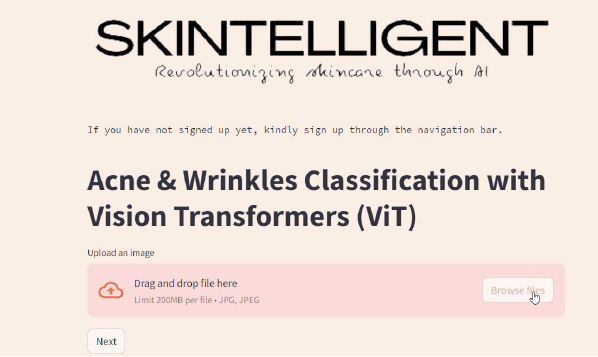 SKINTELLIGENT
Revolutionizing skincare through AI
If you have not signed up yet, kindly sign up through the navigation bar.
Acne & Wrinkles Classification with
Vision Transformers (ViT)
Upload an image
Drag and drop file here
Limit 200MB per file • JPG, JPEG
Browse files
Next